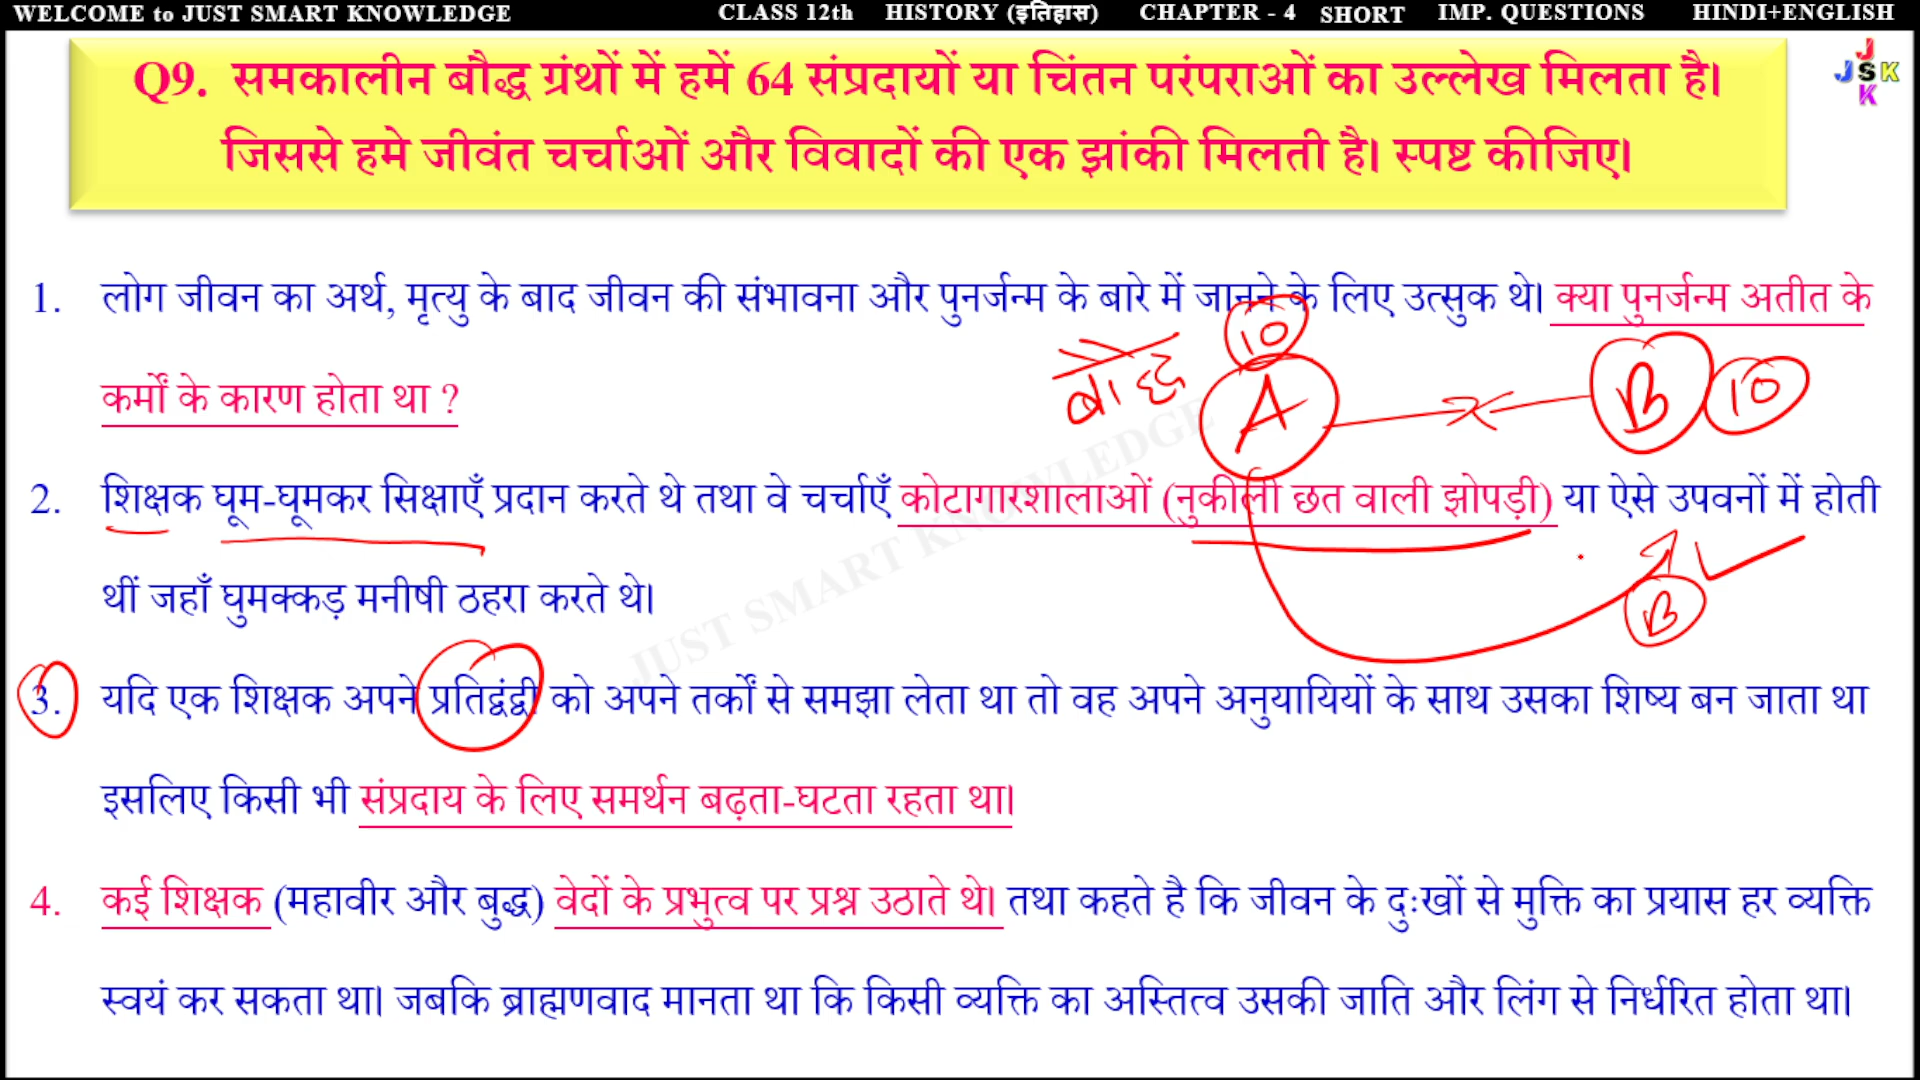 WELCOME to JUST SMART KNOWLEDGE CLASS 12th HISTORY (इतिहास) CHAPTER - 4 SHORT IMP. QUESTIONS HINDI+ENGLISH
J
J S K
K
Q9. समकालीन बौद्ध ग्रंथों में हमें 64 संप्रदायों या चिंतन परंपराओं का उल्लेख मिलता है।
जिससे हमे जीवंत चर्चाओं और विवादों की एक झांकी मिलती है। स्पष्ट कीजिए।
1. लोग जीवन का अर्थ, मृत्यु के बाद जीवन की संभावना और पुनर्जन्म के बारे में जानने के लिए उत्सुक थे। क्या पुनर्जन्म अतीत के
कर्मों के कारण होता था ?
बौद्ध 10 A B 10
2. शिक्षक घूम-घूमकर सिक्षाएँ प्रदान करते थे तथा वे चर्चाएँ कोटागारशालाओं (नुकीली छत वाली झोपड़ी) या ऐसे उपवनों में होती
थीं जहाँ घुमक्कड़ मनीषी ठहरा करते थे।
B
JUST SMART KNOWLEDGE
3. यदि एक शिक्षक अपने प्रतिद्वंद्वी को अपने तर्कों से समझा लेता था तो वह अपने अनुयायियों के साथ उसका शिष्य बन जाता था
इसलिए किसी भी संप्रदाय के लिए समर्थन बढ़ता-घटता रहता था।
4. कई शिक्षक (महावीर और बुद्ध) वेदों के प्रभुत्व पर प्रश्न उठाते थे। तथा कहते है कि जीवन के दुःखों से मुक्ति का प्रयास हर व्यक्ति
स्वयं कर सकता था। जबकि ब्राह्मणवाद मानता था कि किसी व्यक्ति का अस्तित्व उसकी जाति और लिंग से निर्धरित होता था।